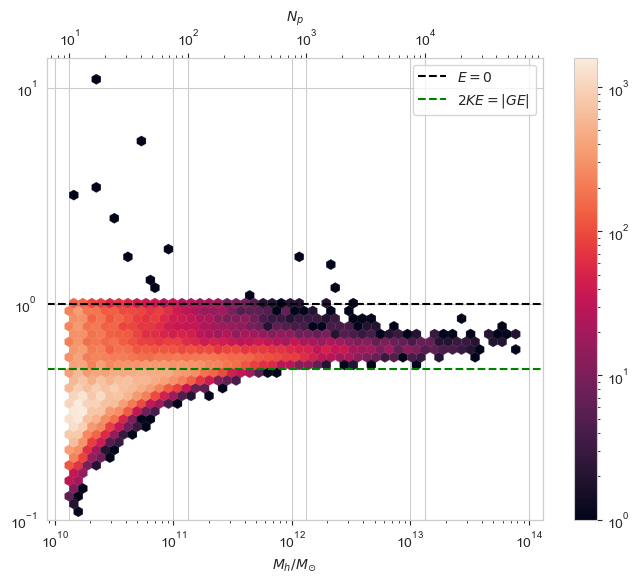 $N_p$
$10^1$ $10^2$ $10^3$ $10^4$
$E = 0$
$2KE = |GE|$
$10^1$
$10^0$
$10^{-1}$
$10^3$
$10^2$
$10^1$
$10^0$
$10^{10}$ $10^{11}$ $10^{12}$ $10^{13}$ $10^{14}$
$M_h/M_\odot$